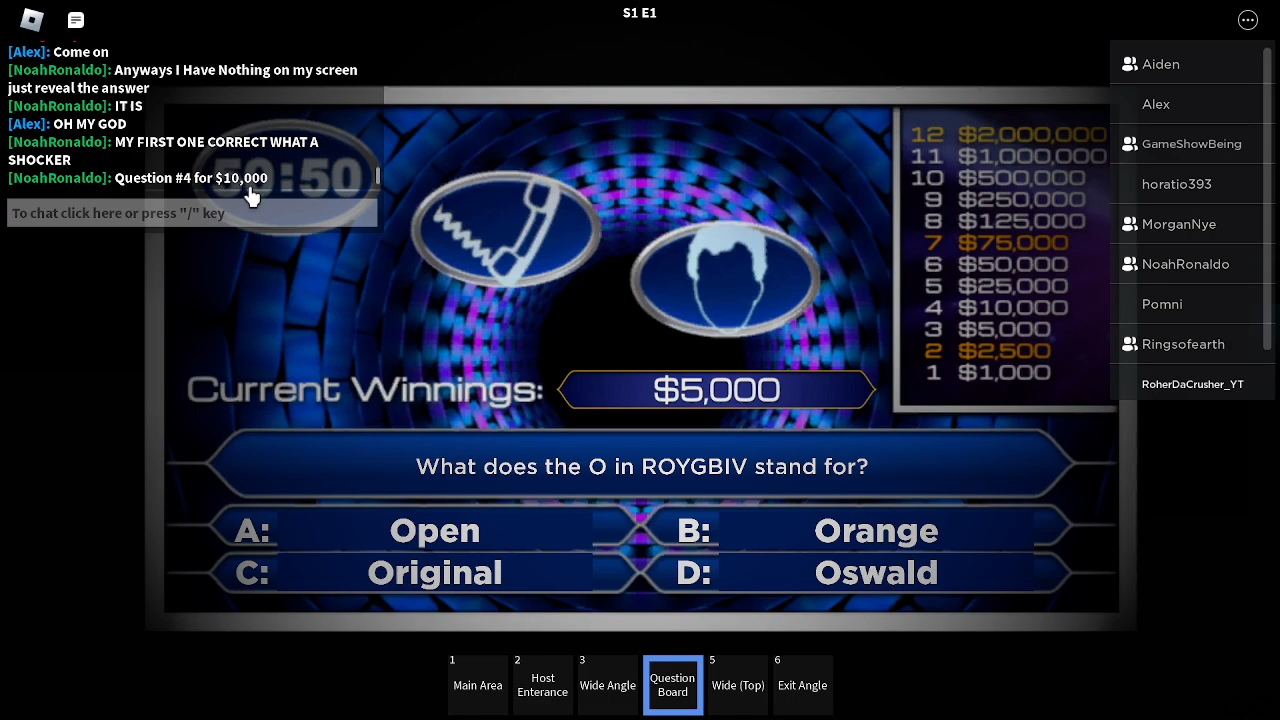 S1 E1
[Alex]: Come on
[NoahRonaldo]: Anyways I Have Nothing on my screen
just reveal the answer
[NoahRonaldo]: IT IS
[Alex]: OH MY GOD
[NoahRonaldo]: MY FIRST ONE CORRECT WHAT A
SHOCKER
[NoahRonaldo]: Question #4 for $10,000
To chat click here or press "/" key
50:50
12 $2,000,000
11 $1,000,000
10 $500,000
9 $250,000
8 $125,000
7 $75,000
6 $50,000
5 $25,000
4 $10,000
3 $5,000
2 $2,500
1 $1,000
Aiden
Alex
GameShowBeing
horatio393
MorganNye
NoahRonaldo
Pomni
Ringsofearth
RoherDaCrusher_YT
Current Winnings: $5,000
What does the O in ROYGBIV stand for?
A: Open
B: Orange
C: Original
D: Oswald
1 Main Area
2 Host
Enterance
3 Wide Angle
Question
Board
5 Wide (Top)
6 Exit Angle